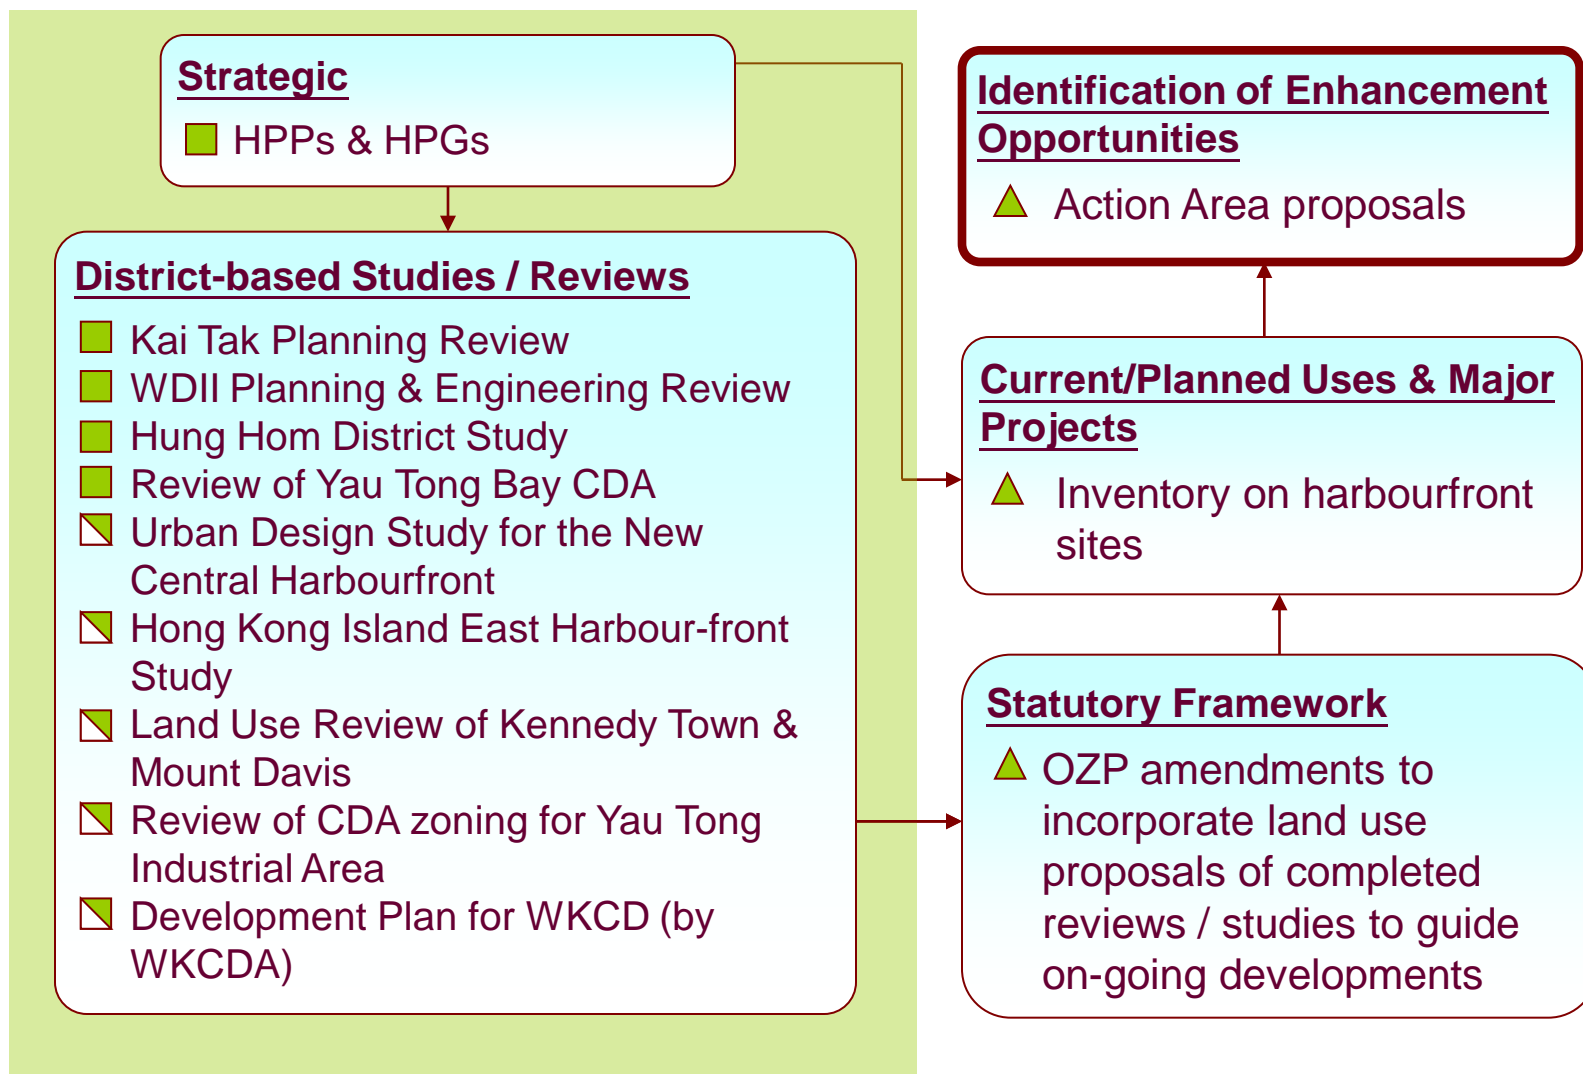 Strategic
HPPs & HPGs
District-based Studies / Reviews
Kai Tak Planning Review
WDII Planning & Engineering Review
Hung Hom District Study
Review of Yau Tong Bay CDA
Urban Design Study for the New
Central Harbourfront
Hong Kong Island East Harbour-front
Study
Land Use Review of Kennedy Town &
Mount Davis
Review of CDA zoning for Yau Tong
Industrial Area
Development Plan for WKCD (by
WKCDA)
Identification of Enhancement
Opportunities
Action Area proposals
Current/Planned Uses & Major
Projects
Inventory on harbourfront
sites
Statutory Framework
OZP amendments to
incorporate land use
proposals of completed
reviews / studies to guide
on-going developments